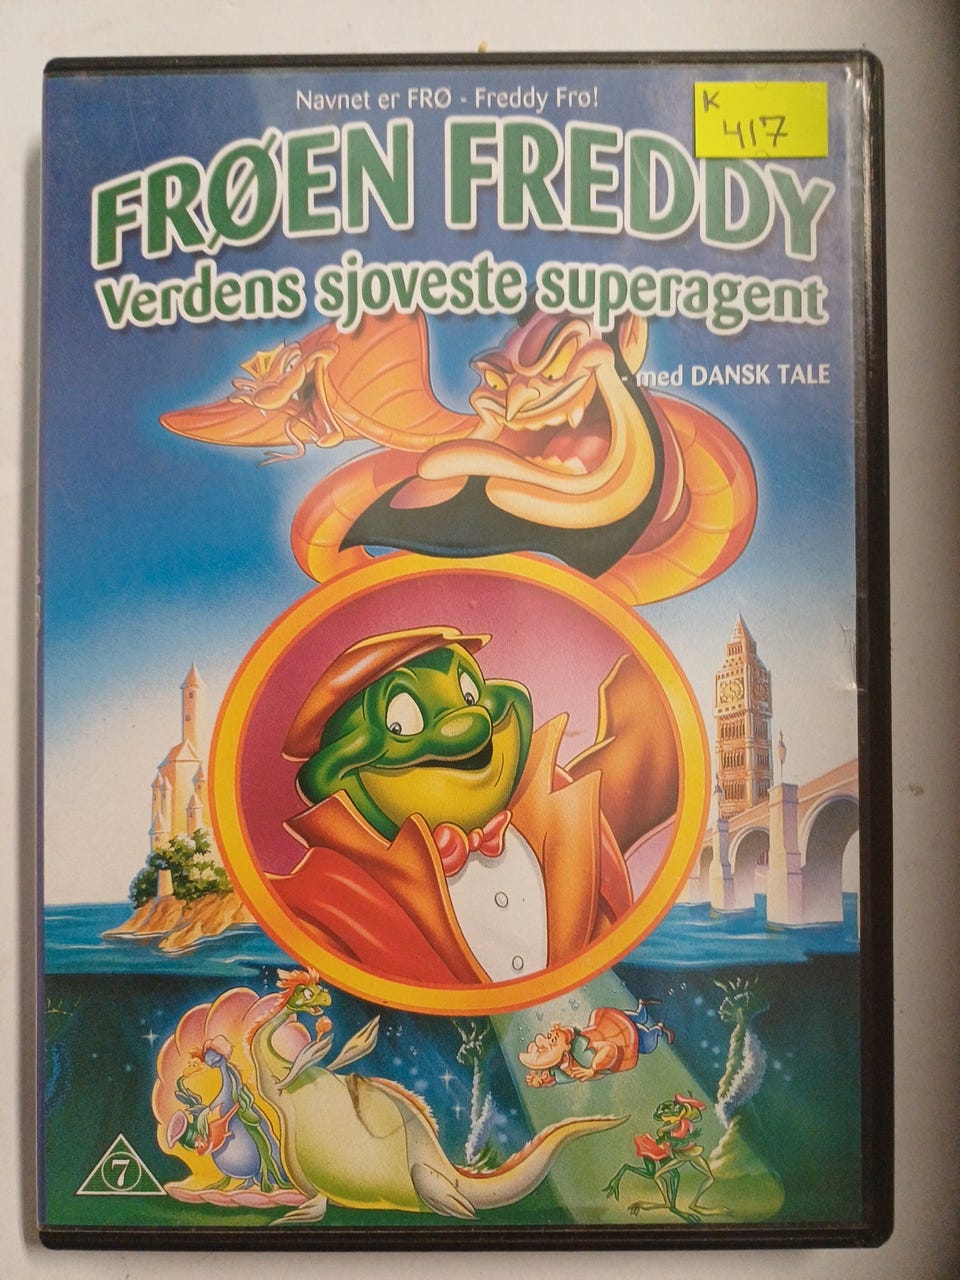 Navnet er FRØ - Freddy Frø!
K
417
FRØEN FREDDY
Verdens sjoveste superagent
- med DANSK TALE
7